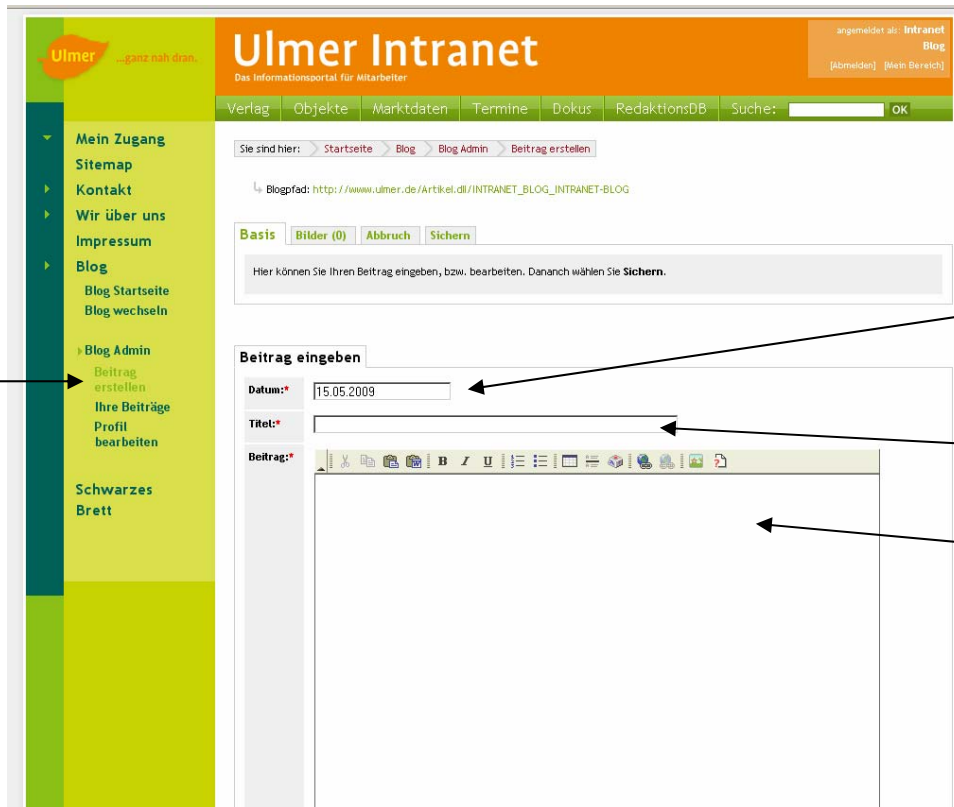 Ulmer ...ganz nah dran.
Ulmer Intranet
Das Informationsportal für Mitarbeiter
angemeldet als: Intranet
Blog
[Abmelden] [Mein Bereich]
Verlag Objekte Marktdaten Termine Dokus RedaktionsDB Suche: OK
Mein Zugang
Sitemap
Kontakt
Wir über uns
Impressum
Blog
Blog Startseite
Blog wechseln
Blog Admin
Beitrag
erstellen
Ihre Beiträge
Profil
bearbeiten
Schwarzes
Brett
Sie sind hier: Startseite Blog Blog Admin Beitrag erstellen
Blogpfad: http://www.ulmer.de/Artikel.dll/INTRANET_BLOG_INTRANET-BLOG
Basis Bilder (0) Abbruch Sichern
Hier können Sie Ihren Beitrag eingeben, bzw. bearbeiten. Dananch wählen Sie Sichern.
Beitrag eingeben
Datum:* 15.05.2009
Titel:*
Beitrag:* B I U